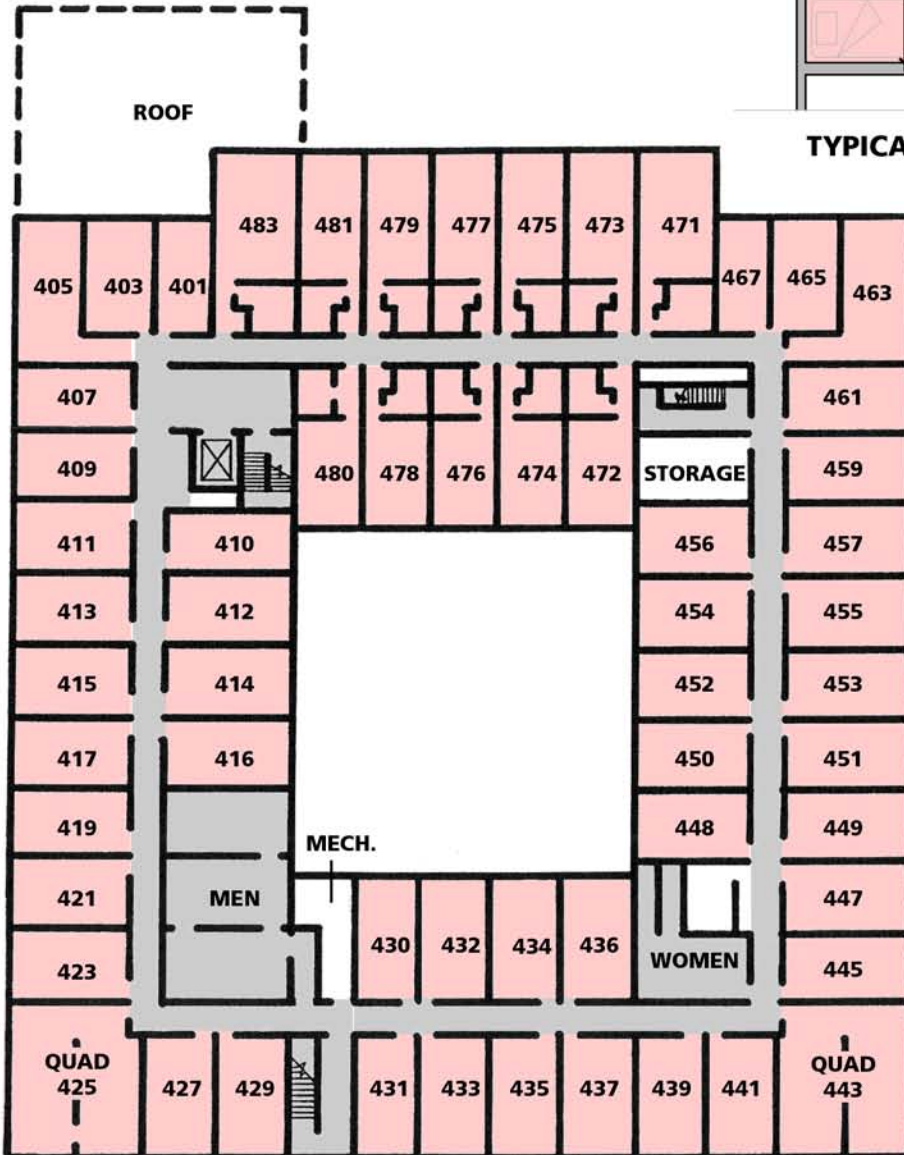 ROOF
TYPICA
483 481 479 477 475 473 471
405 403 401 467 465 463
407 461
409 480 478 476 474 472 STORAGE 459
411 410 456 457
413 412 454 455
415 414 452 453
417 416 450 451
419 448 449
MECH.
421 MEN 447
430 432 434 436
423 WOMEN 445
QUAD QUAD
425 427 429 431 433 435 437 439 441 443